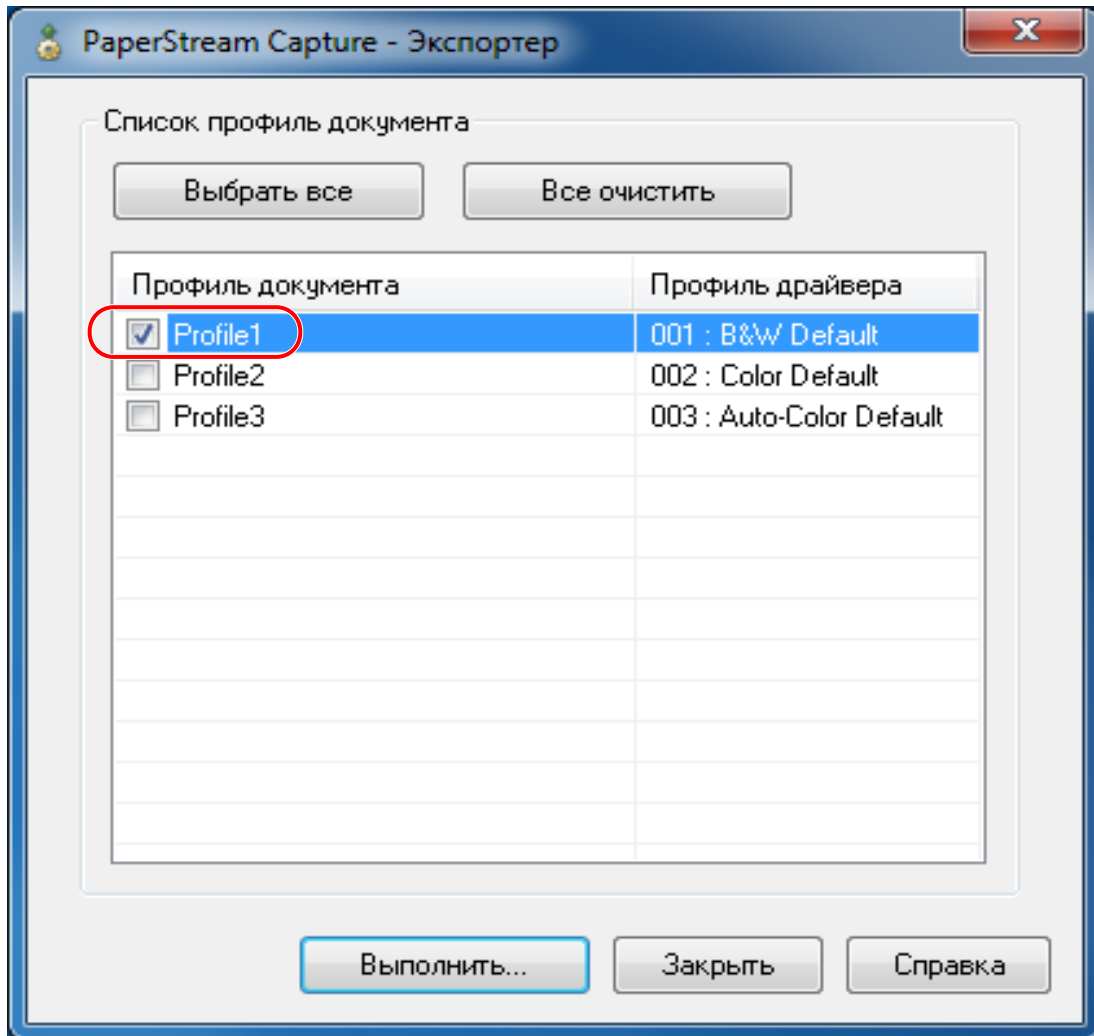 PaperStream Capture - Экспортер
Список профиль документа
Выбрать все Все очистить
Профиль документа Профиль драйвера
Profile1 001 : B&W Default
Profile2 002 : Color Default
Profile3 003 : Auto-Color Default
Выполнить... Закрыть Справка